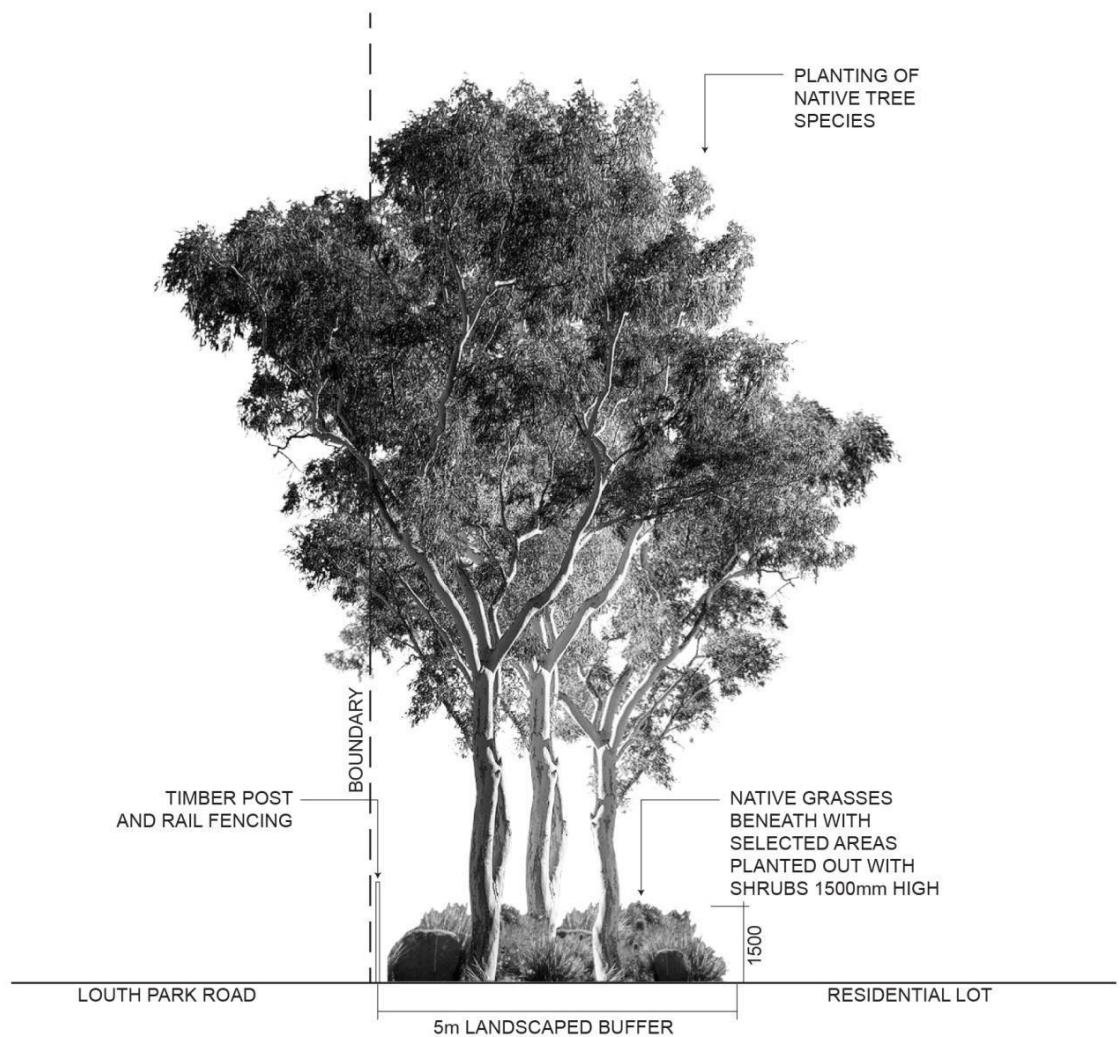 PLANTING OF
NATIVE TREE
SPECIES
BOUNDARY
TIMBER POST
AND RAIL FENCING
NATIVE GRASSES
BENEATH WITH
SELECTED AREAS
PLANTED OUT WITH
SHRUBS 1500mm HIGH
1500
LOUTH PARK ROAD
RESIDENTIAL LOT
5m LANDSCAPED BUFFER